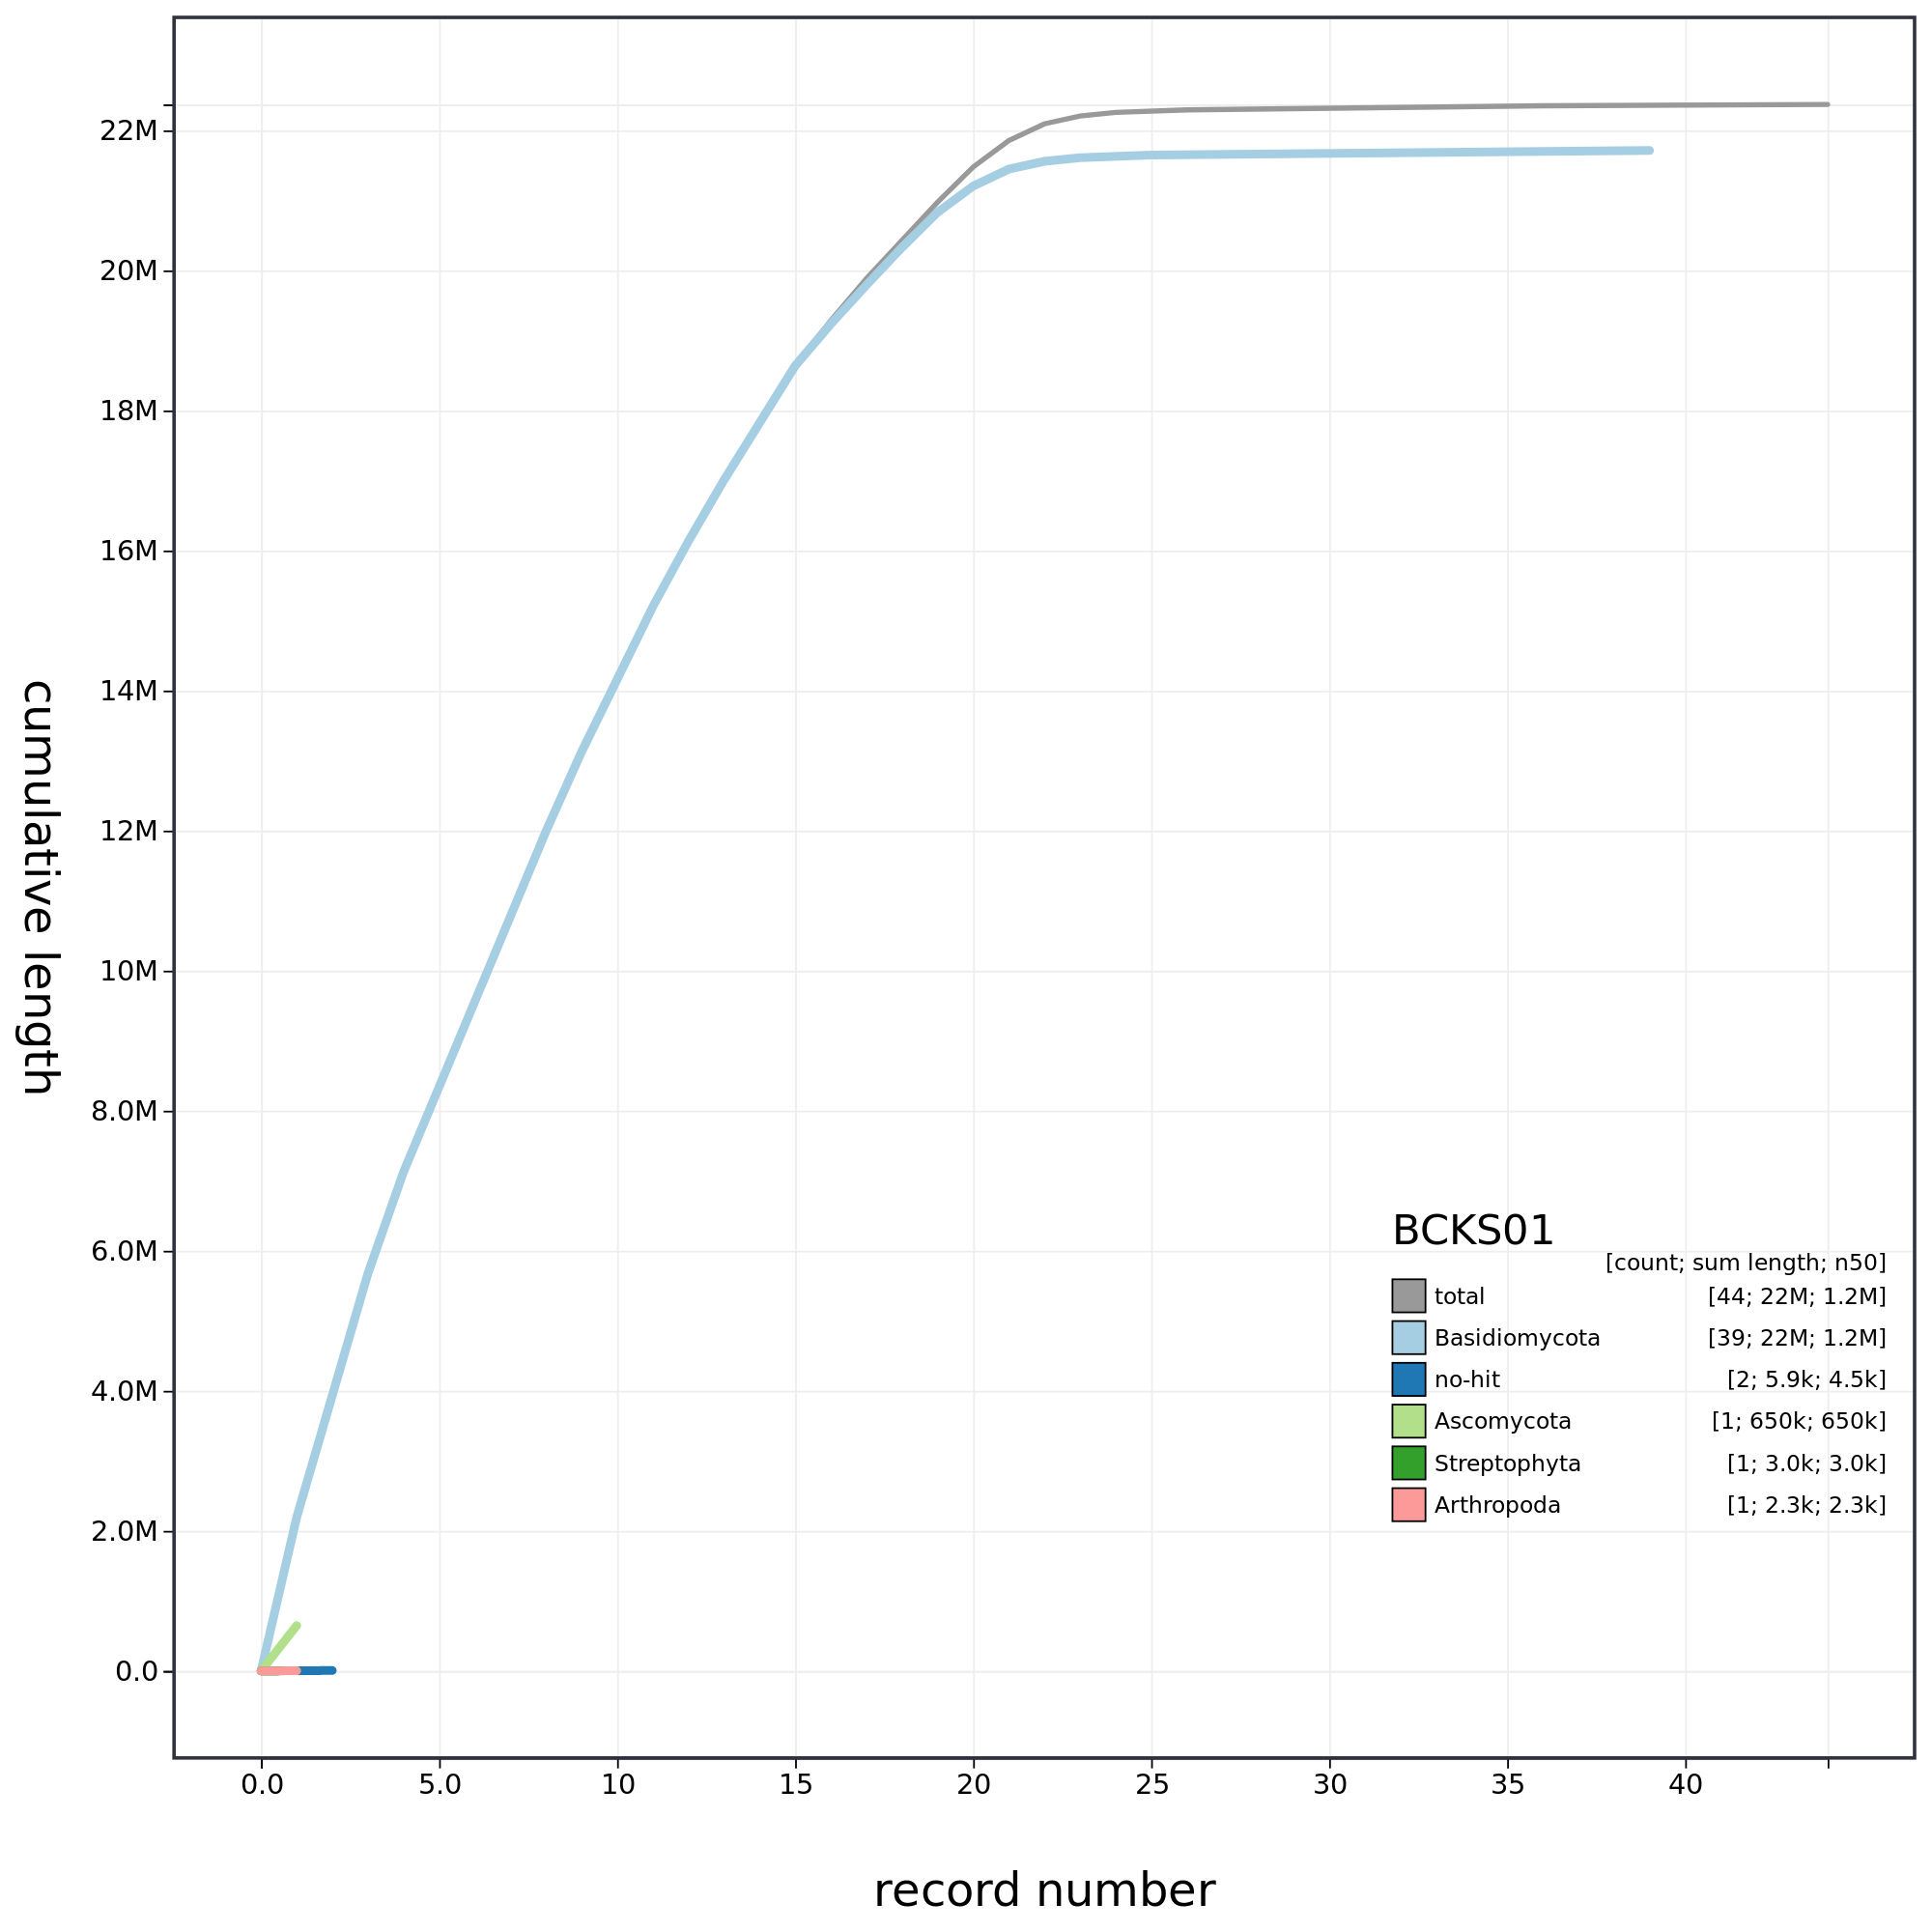 22M
20M
18M
16M
14M
12M
10M
8.0M
6.0M
4.0M
2.0M
0.0
cumulative length
BCKS01
[count; sum length; n50]
total [44; 22M; 1.2M]
Basidiomycota [39; 22M; 1.2M]
no-hit [2; 5.9k; 4.5k]
Ascomycota [1; 650k; 650k]
Streptophyta [1; 3.0k; 3.0k]
Arthropoda [1; 2.3k; 2.3k]
0.0 5.0 10 15 20 25 30 35 40
record number